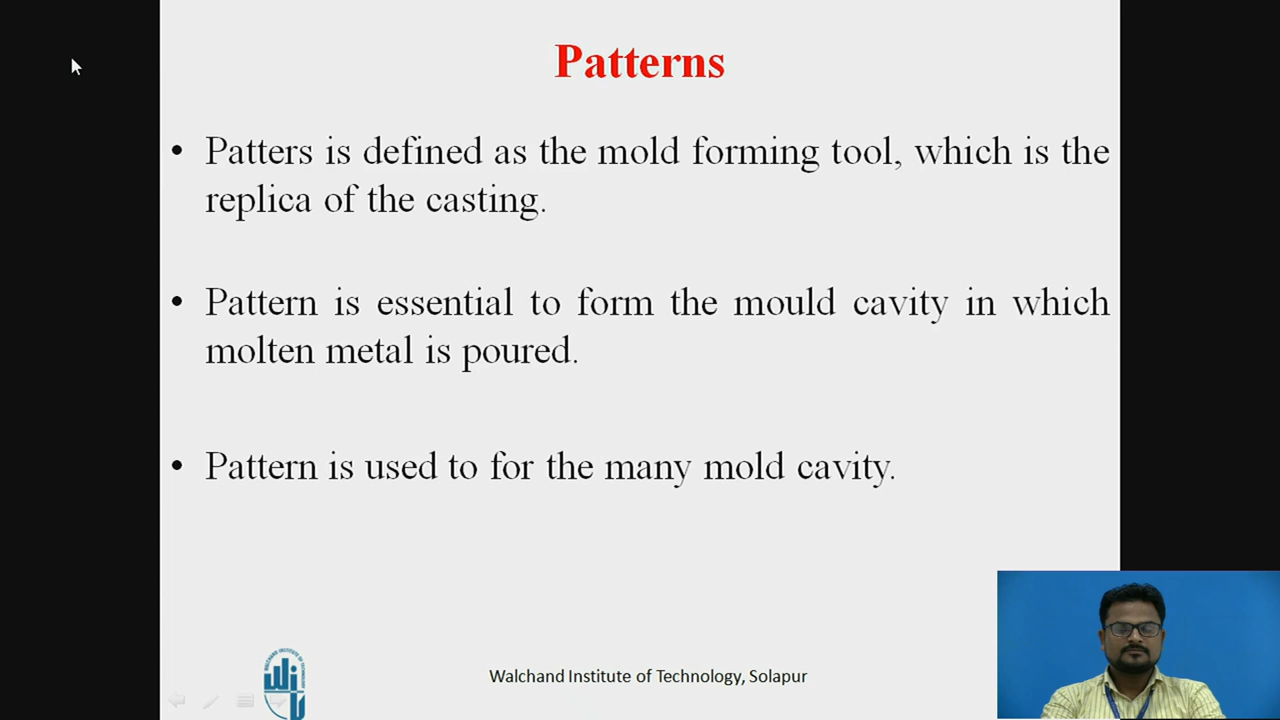 Patterns
• Patters is defined as the mold forming tool, which is the
replica of the casting.
• Pattern is essential to form the mould cavity in which
molten metal is poured.
• Pattern is used to for the many mold cavity.
Walchand Institute of Technology, Solapur